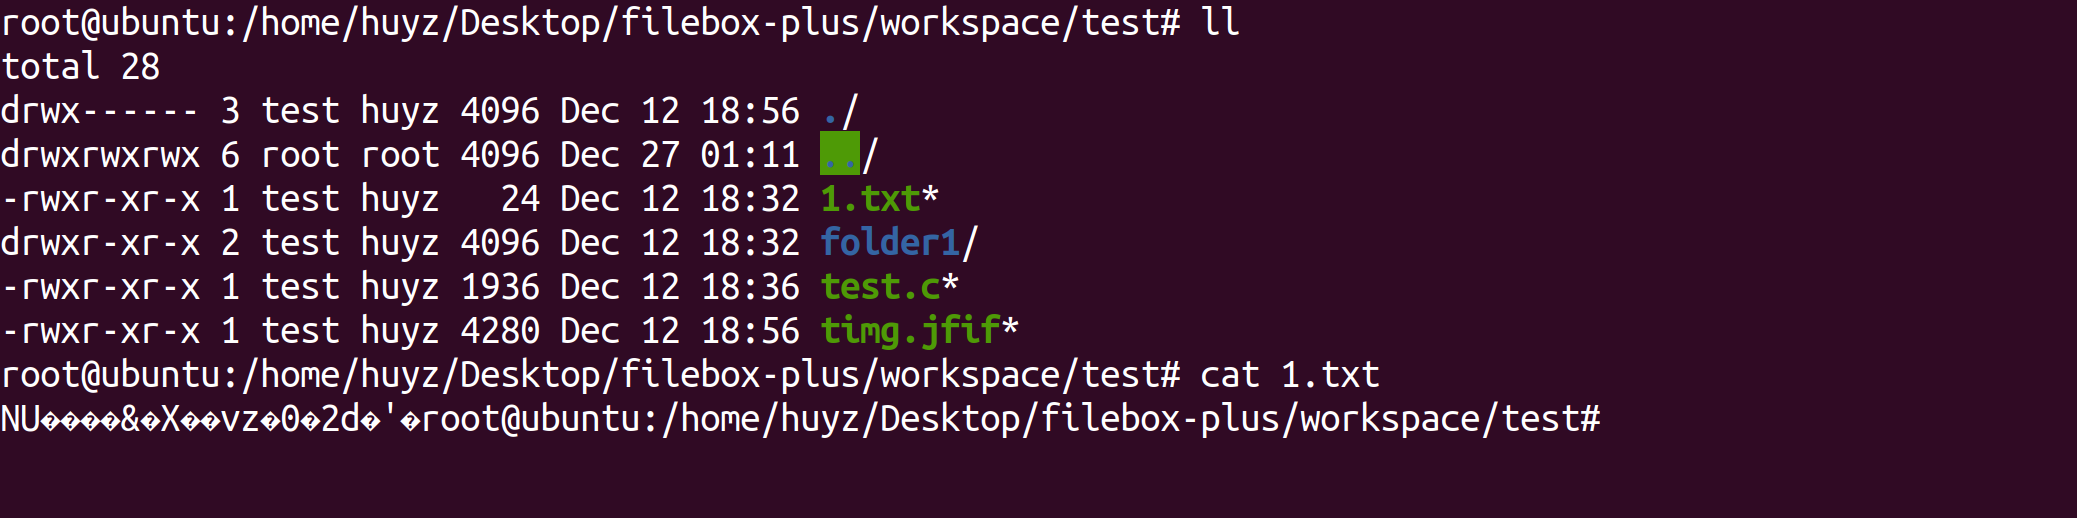 root@ubuntu:/home/huyz/Desktop/filebox-plus/workspace/test# ll
total 28
drwx------ 3 test huyz 4096 Dec 12 18:56 ./
drwxrwxrwx 6 root root 4096 Dec 27 01:11 ../
-rwxr-xr-x 1 test huyz   24 Dec 12 18:32 1.txt*
drwxr-xr-x 2 test huyz 4096 Dec 12 18:32 folder1/
-rwxr-xr-x 1 test huyz 1936 Dec 12 18:36 test.c*
-rwxr-xr-x 1 test huyz 4280 Dec 12 18:56 timg.jfif*
root@ubuntu:/home/huyz/Desktop/filebox-plus/workspace/test# cat 1.txt
NU����&�X��vz�0�2d�'�root@ubuntu:/home/huyz/Desktop/filebox-plus/workspace/test#